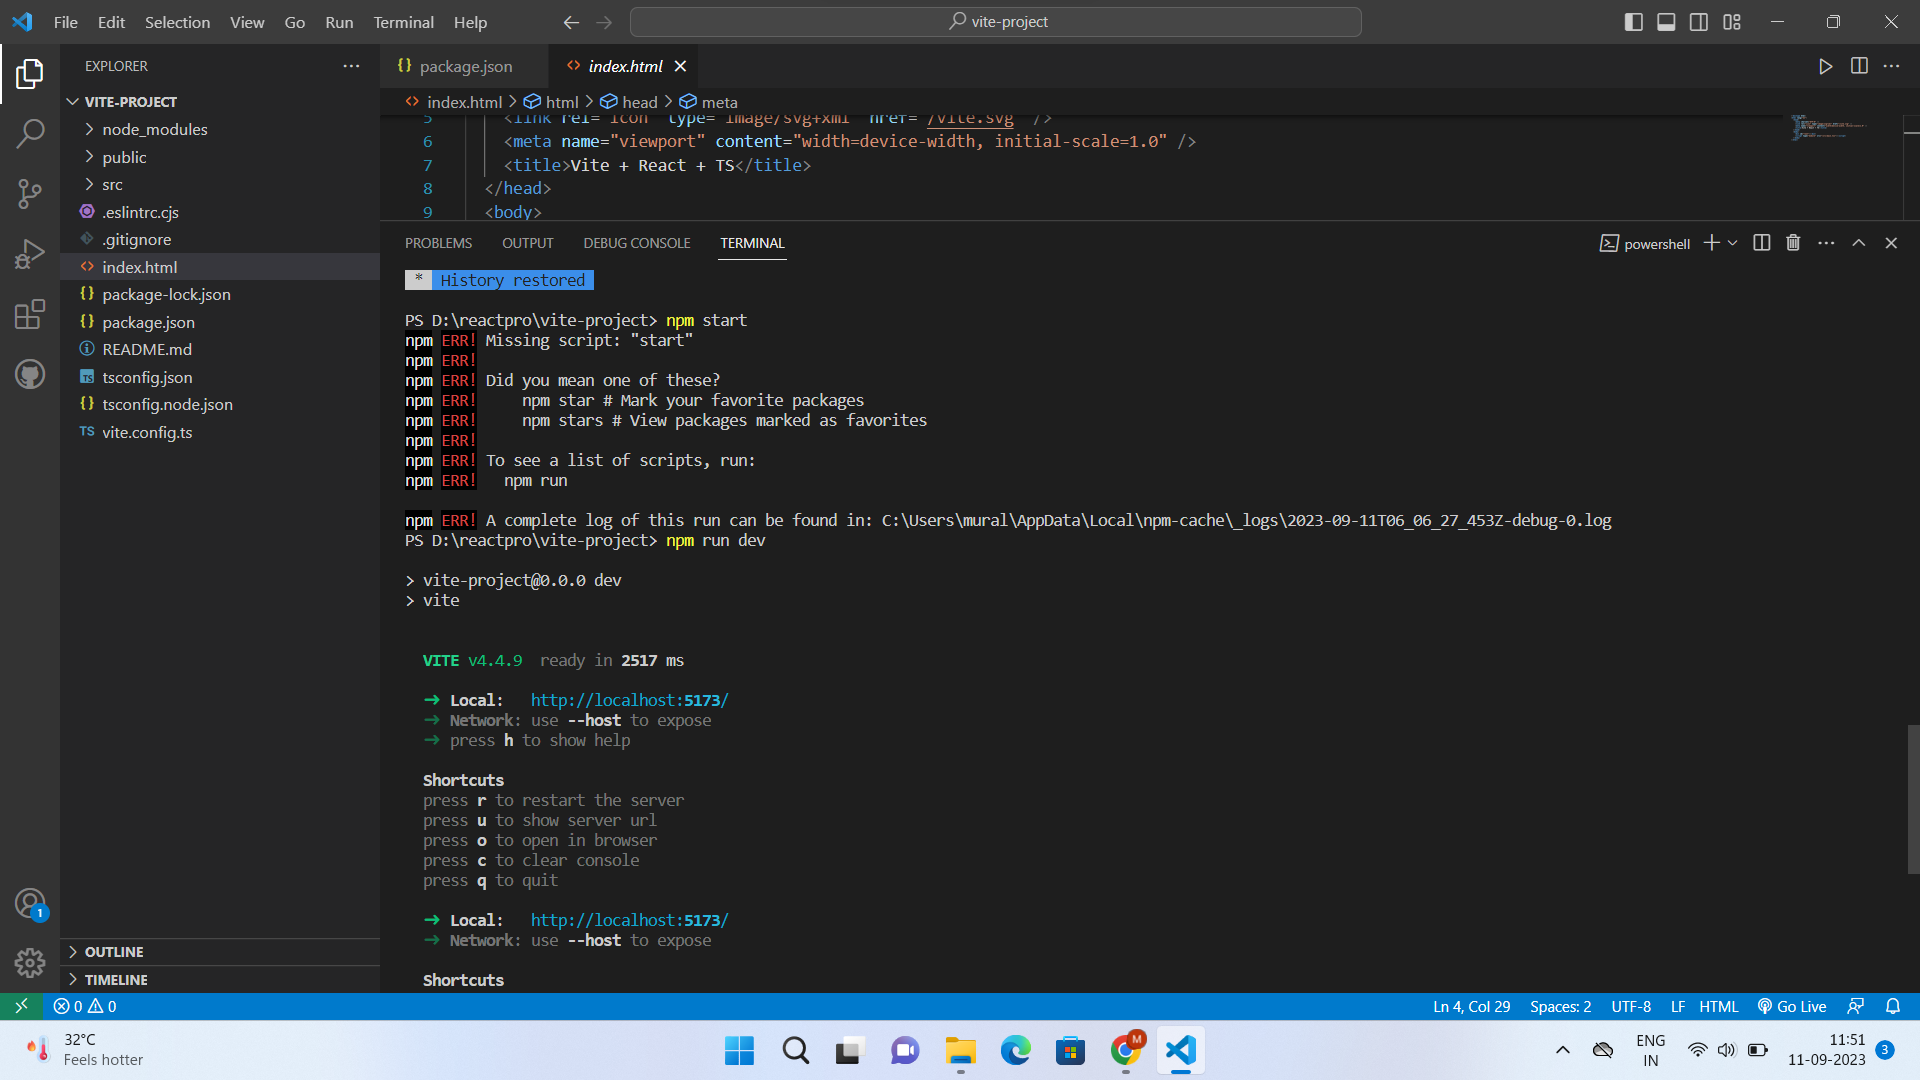 File Edit Selection View Go Run Terminal Help
vite-project
EXPLORER
VITE-PROJECT
node_modules
public
src
.eslintrc.cjs
.gitignore
<> index.html
{} package-lock.json
{} package.json
README.md
TS tsconfig.json
{} tsconfig.node.json
TS vite.config.ts
OUTLINE
TIMELINE
{} package.json
<> index.html
<> index.html > html > head > meta
5 <link rel="icon" type="image/svg+xml" href="/vite.svg" />
6 <meta name="viewport" content="width=device-width, initial-scale=1.0" />
7 <title>Vite + React + TS</title>
8 </head>
9 <body>
PROBLEMS OUTPUT DEBUG CONSOLE TERMINAL
powershell
* History restored
PS D:\reactpro\vite-project> npm start
npm ERR! Missing script: "start"
npm ERR!
npm ERR! Did you mean one of these?
npm ERR! npm star # Mark your favorite packages
npm ERR! npm stars # View packages marked as favorites
npm ERR!
npm ERR! To see a list of scripts, run:
npm ERR! npm run
npm ERR! A complete log of this run can be found in: C:\Users\mural\AppData\Local\npm-cache\_logs\2023-09-11T06_06_27_453Z-debug-0.log
PS D:\reactpro\vite-project> npm run dev
> vite-project@0.0.0 dev
> vite
VITE v4.4.9 ready in 2517 ms
➜ Local: http://localhost:5173/
➜ Network: use --host to expose
➜ press h to show help
Shortcuts
press r to restart the server
press u to show server url
press o to open in browser
press c to clear console
press q to quit
➜ Local: http://localhost:5173/
➜ Network: use --host to expose
Shortcuts
1
0 0
Ln 4, Col 29 Spaces: 2 UTF-8 LF HTML Go Live
32°C
Feels hotter
M
ENG
IN
11:51
11-09-2023
3